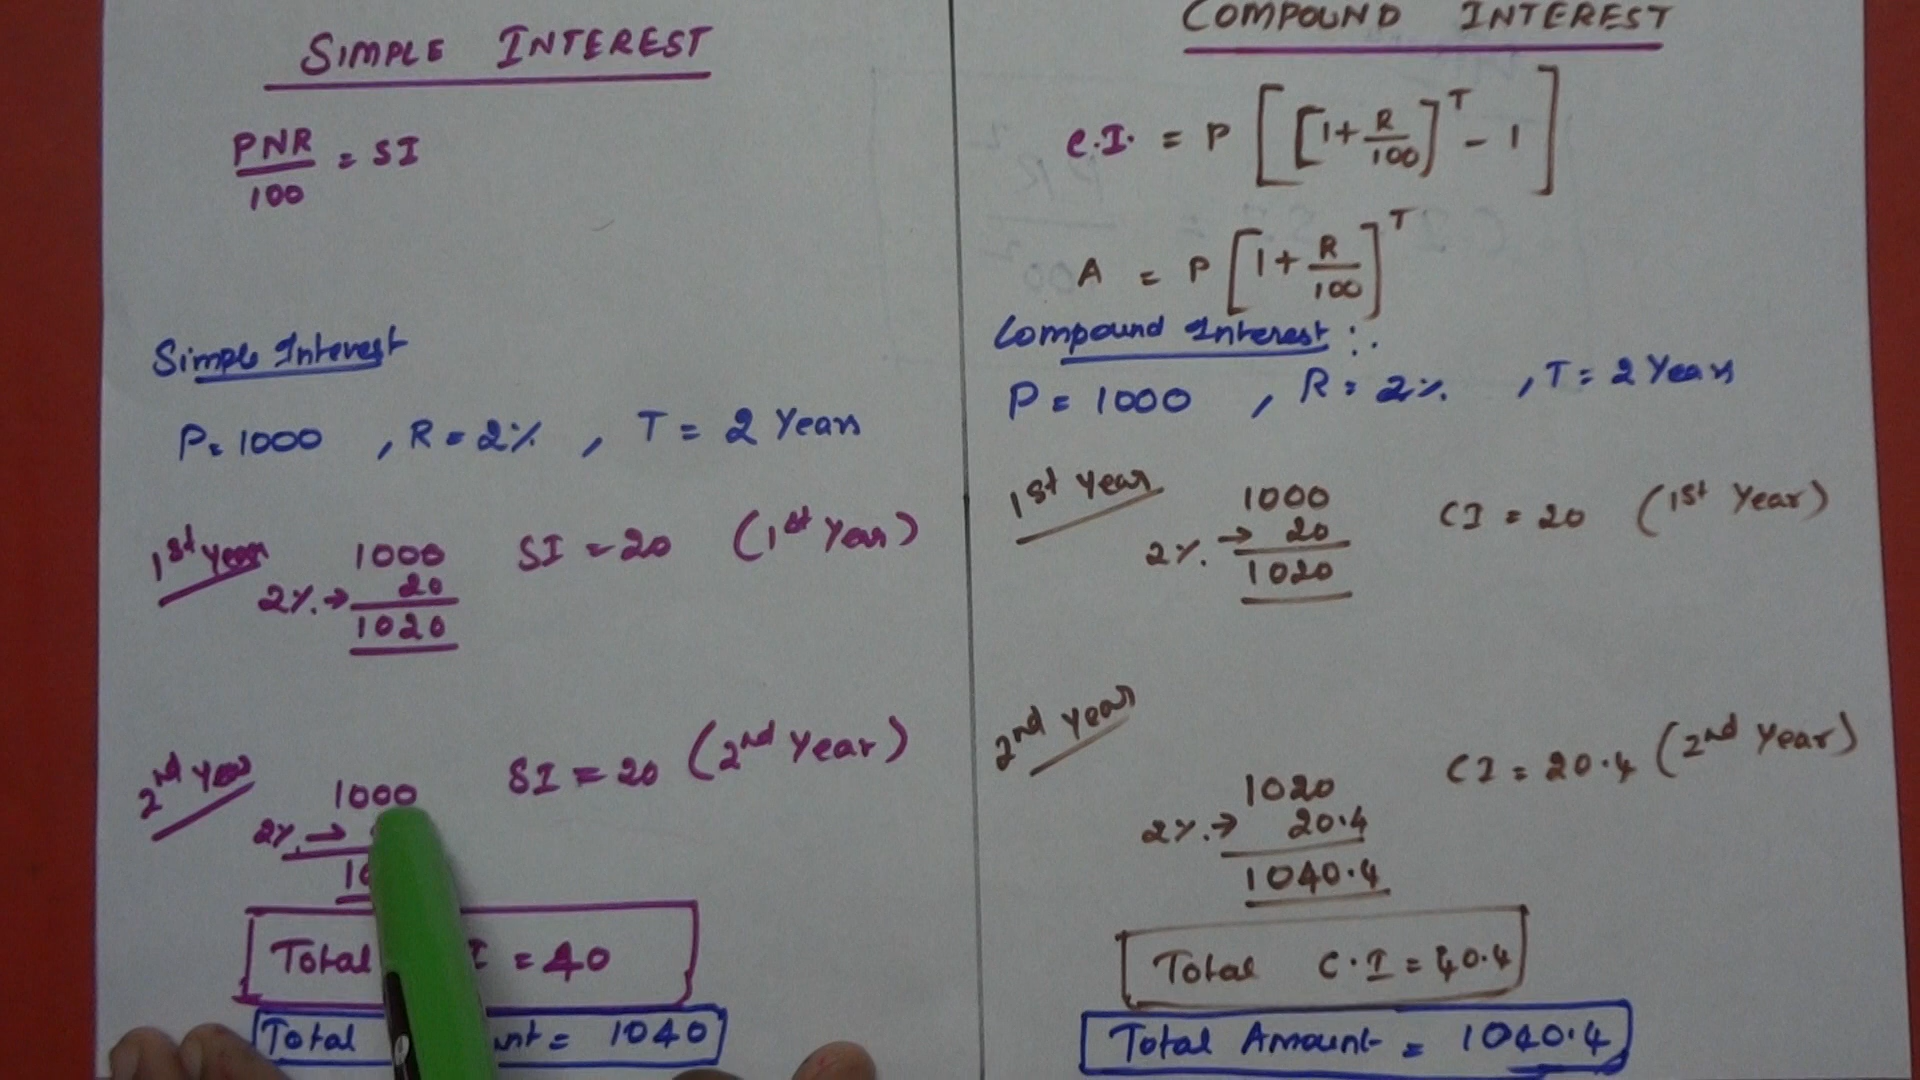 SIMPLE INTEREST
PNR
100
= SI
Simple Interest
P = 1000 , R = 2% , T = 2 Years
1st year
1000
2% → 20
1020
SI = 20 (1st Year)
2nd year
1000
2% →
SI = 20 (2nd Year)
Total I = 40
Total = 1040
COMPOUND INTEREST
C.I. = P [ [1 + R/100]^T - 1 ]
A = P [1 + R/100]^T
Compound Interest :
P = 1000 , R = 2% , T = 2 Years
1st year
1000
2% → 20
1020
CI = 20 (1st Year)
2nd year
1020
2% → 20.4
1040.4
CI = 20.4 (2nd Year)
Total C.I = 40.4
Total Amount = 1040.4